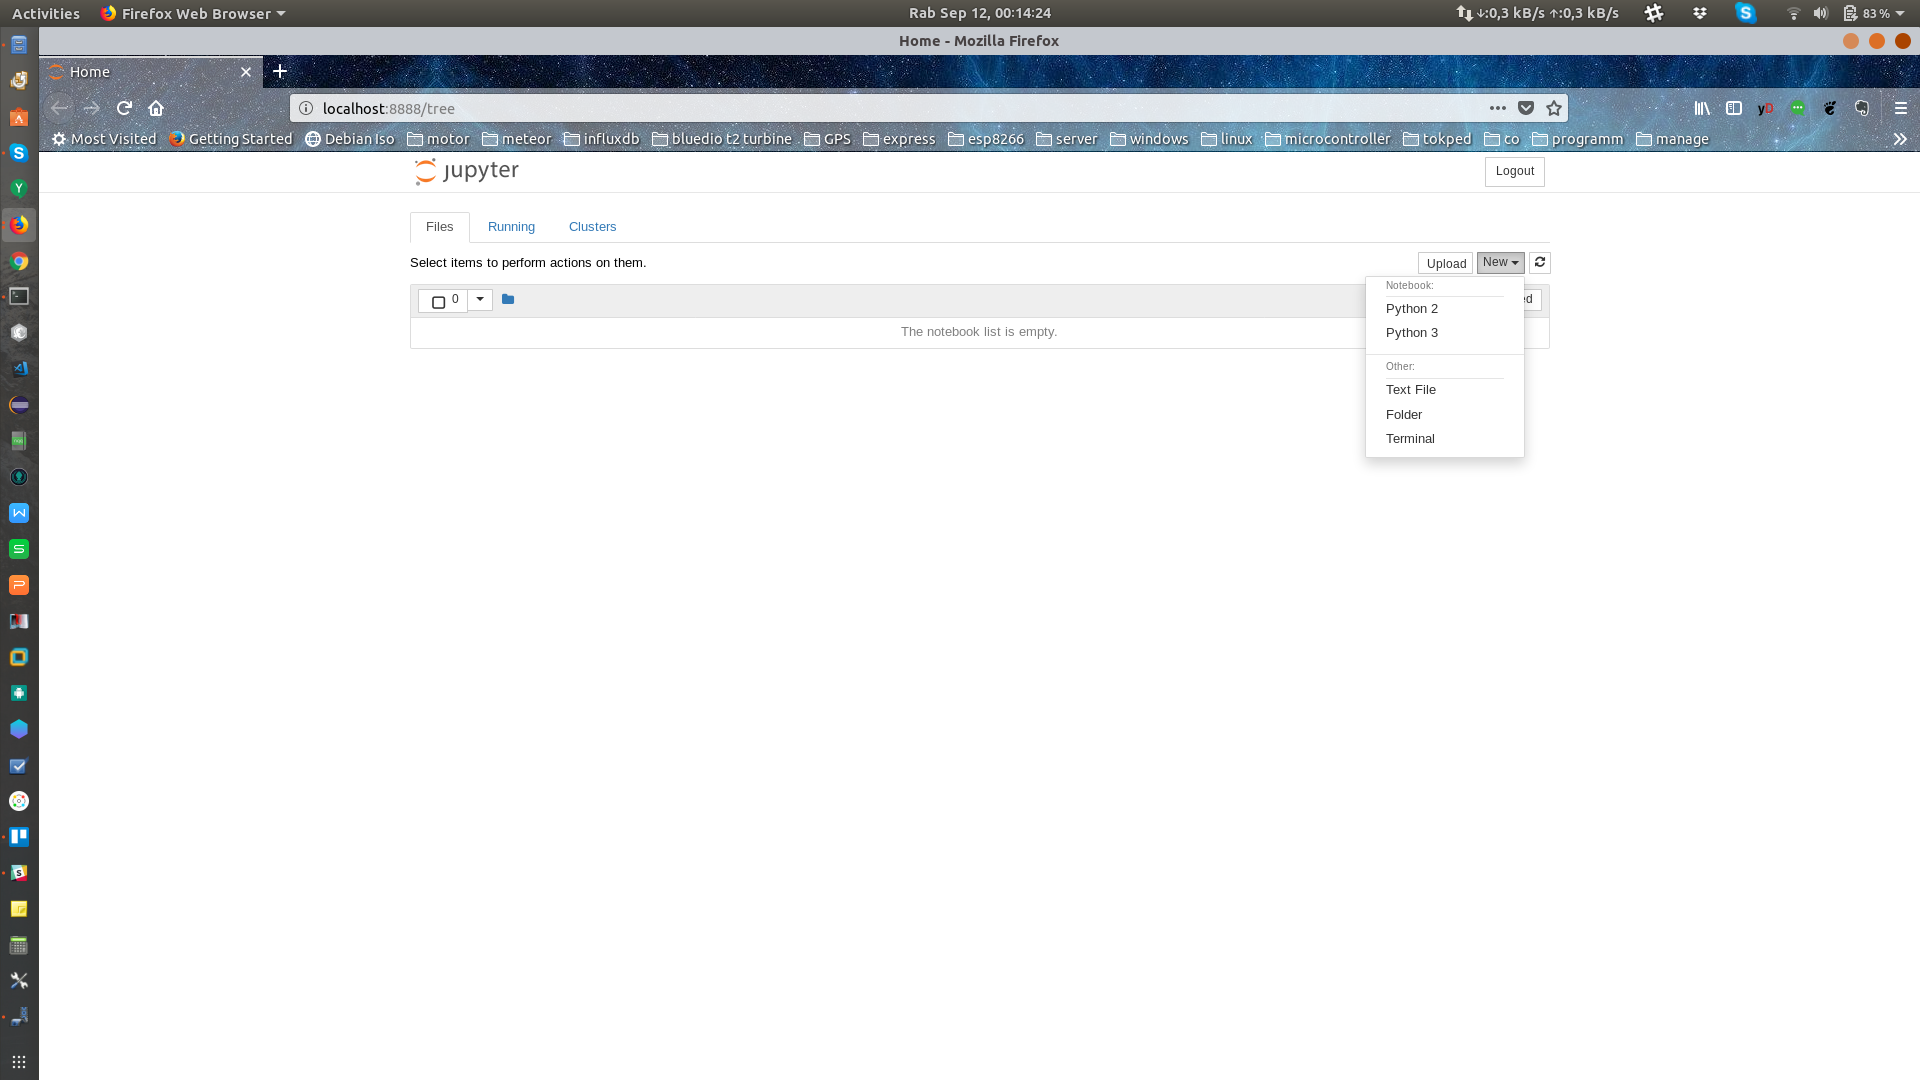 Activities Firefox Web Browser Rab Sep 12, 00:14:24 ↓:0,3 kB/s ↑:0,3 kB/s 83 %
Home - Mozilla Firefox
Home
localhost:8888/tree
Most Visited Getting Started Debian Iso motor meteor influxdb bluedio t2 turbine GPS express esp8266 server windows linux microcontroller tokped co programm manage
jupyter Logout
Files Running Clusters
Select items to perform actions on them. Upload New
0 ed
The notebook list is empty.
Notebook:
Python 2
Python 3
Other:
Text File
Folder
Terminal